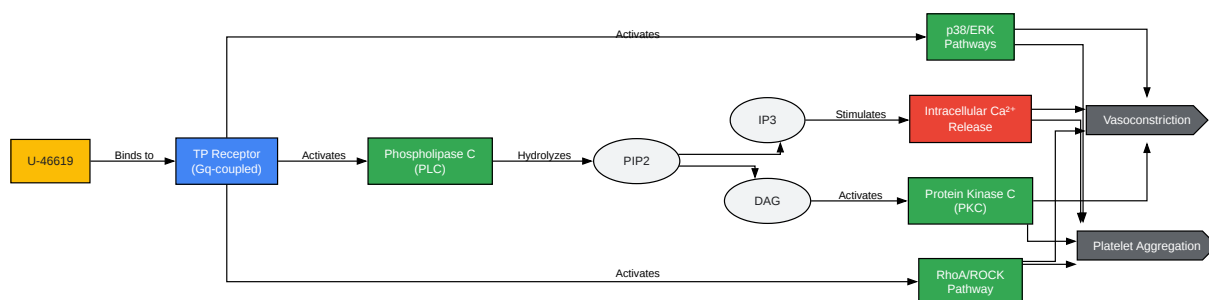 p38/ERK
Pathways
Activates
IP3
Stimulates
Intracellular Ca²⁺
Release
Vasoconstriction
U-46619
Binds to
TP Receptor
(Gq-coupled)
Activates
Phospholipase C
(PLC)
Hydrolyzes
PIP2
DAG
Activates
Protein Kinase C
(PKC)
Platelet Aggregation
Activates
RhoA/ROCK
Pathway